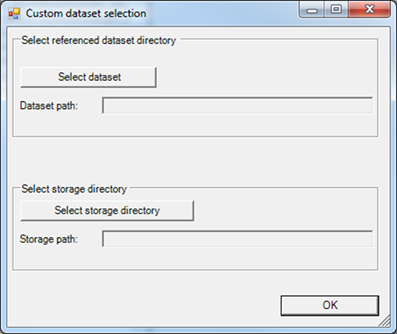 Custom dataset selection
Select referenced dataset directory
Select dataset
Dataset path:
Select storage directory
Select storage directory
Storage path:
OK